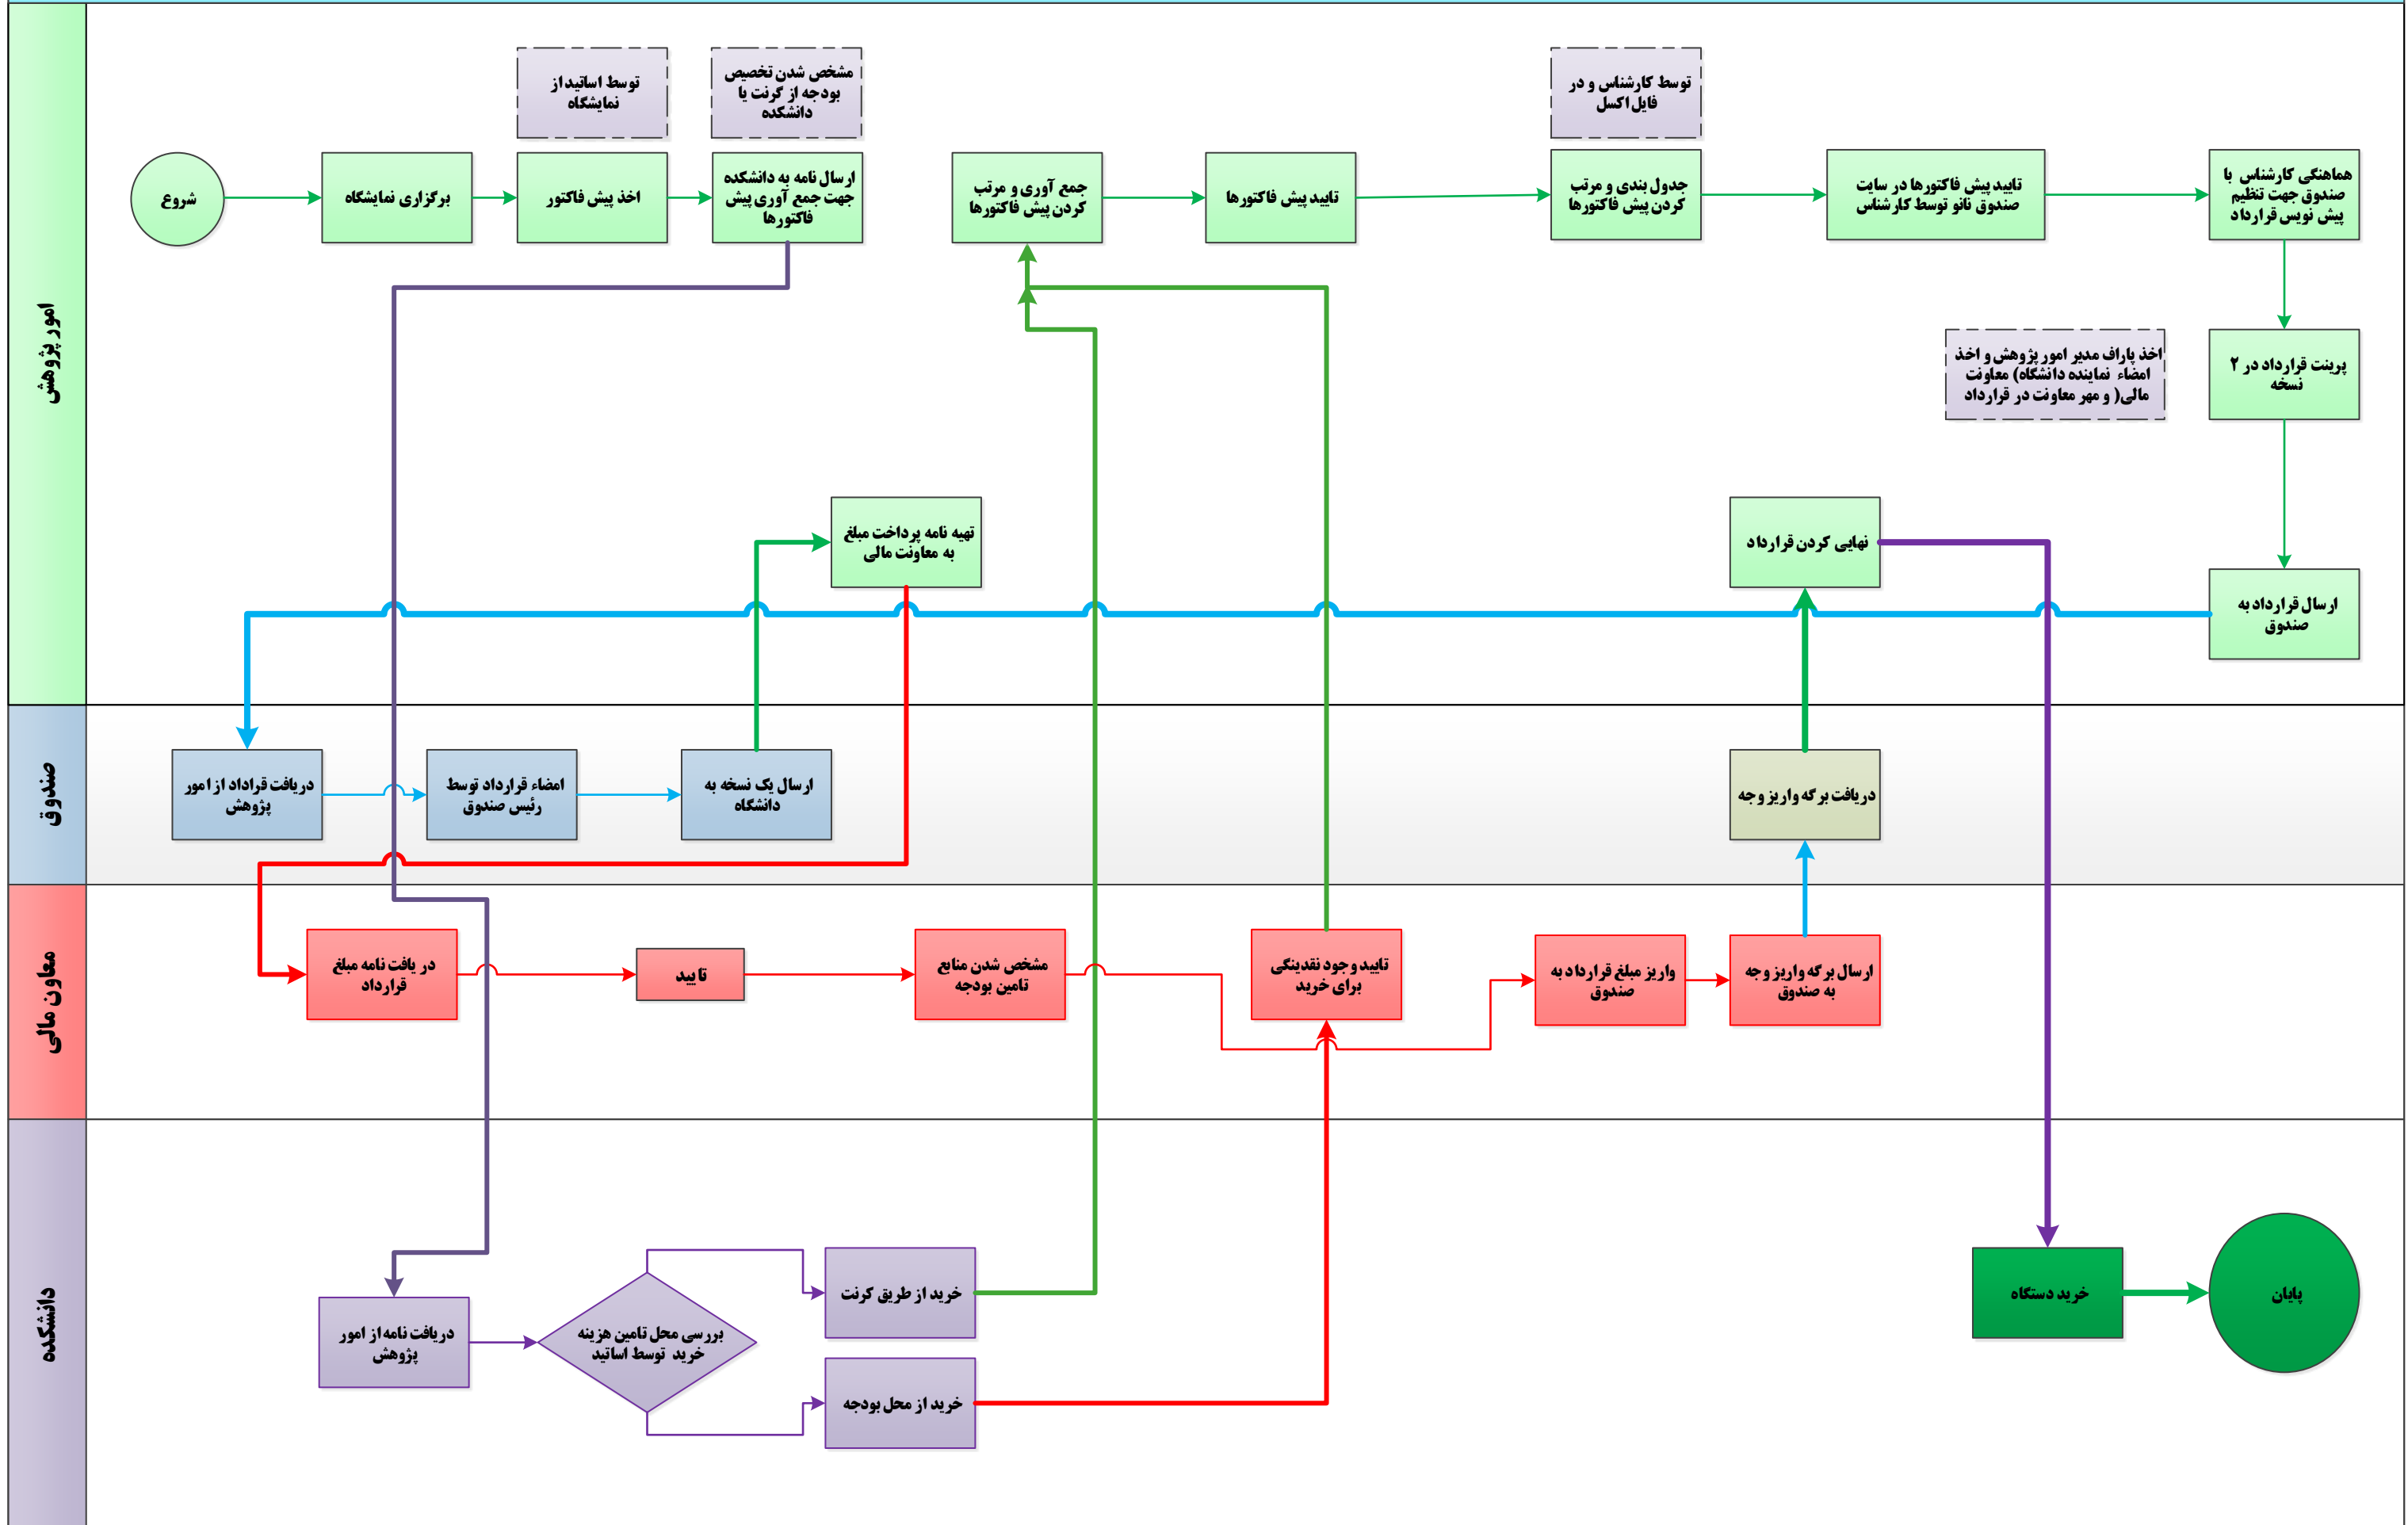 امور پژوهش
توسط اساتید از
نمایشگاه
مشخص شدن تخصیص
بودجه از گرنت یا
دانشکده
توسط کارشناس و در
فایل اکسل
شروع
برگزاری نمایشگاه
اخذ پیش فاکتور
ارسال نامه به دانشکده
جهت جمع آوری پیش
فاکتورها
جمع آوری و مرتب
کردن پیش فاکتورها
تایید پیش فاکتورها
جدول بندی و مرتب
کردن پیش فاکتورها
تایید پیش فاکتورها در سایت
صندوق نانو توسط کارشناس
هماهنگی کارشناس با
صندوق جهت تنظیم
پیش نویس قرارداد
اخذ پاراف مدیر امور پژوهش و اخذ
امضاء نماینده دانشگاه) معاونت
مالی( و مهر معاونت در قرارداد
پرینت قرارداد در ۲
نسخه
تهیه نامه پرداخت مبلغ
به معاونت مالی
نهایی کردن قرارداد
ارسال قرارداد به
صندوق
صندوق
دریافت قراداد از امور
پژوهش
امضاء قرارداد توسط
رئیس صندوق
ارسال یک نسخه به
دانشگاه
دریافت برگه واریز وجه
معاون مالی
در یافت نامه مبلغ
قرارداد
تا یید
مشخص شدن منابع
تامین بودجه
تایید وجود نقدینگی
برای خرید
واریز مبلغ قرارداد به
صندوق
ارسال برگه واریز وجه
به صندوق
دانشکده
دریافت نامه از امور
پژوهش
بررسی محل تامین هزینه
خرید توسط اساتید
خرید از طریق گرنت
خرید از محل بودجه
خرید دستگاه
پایان